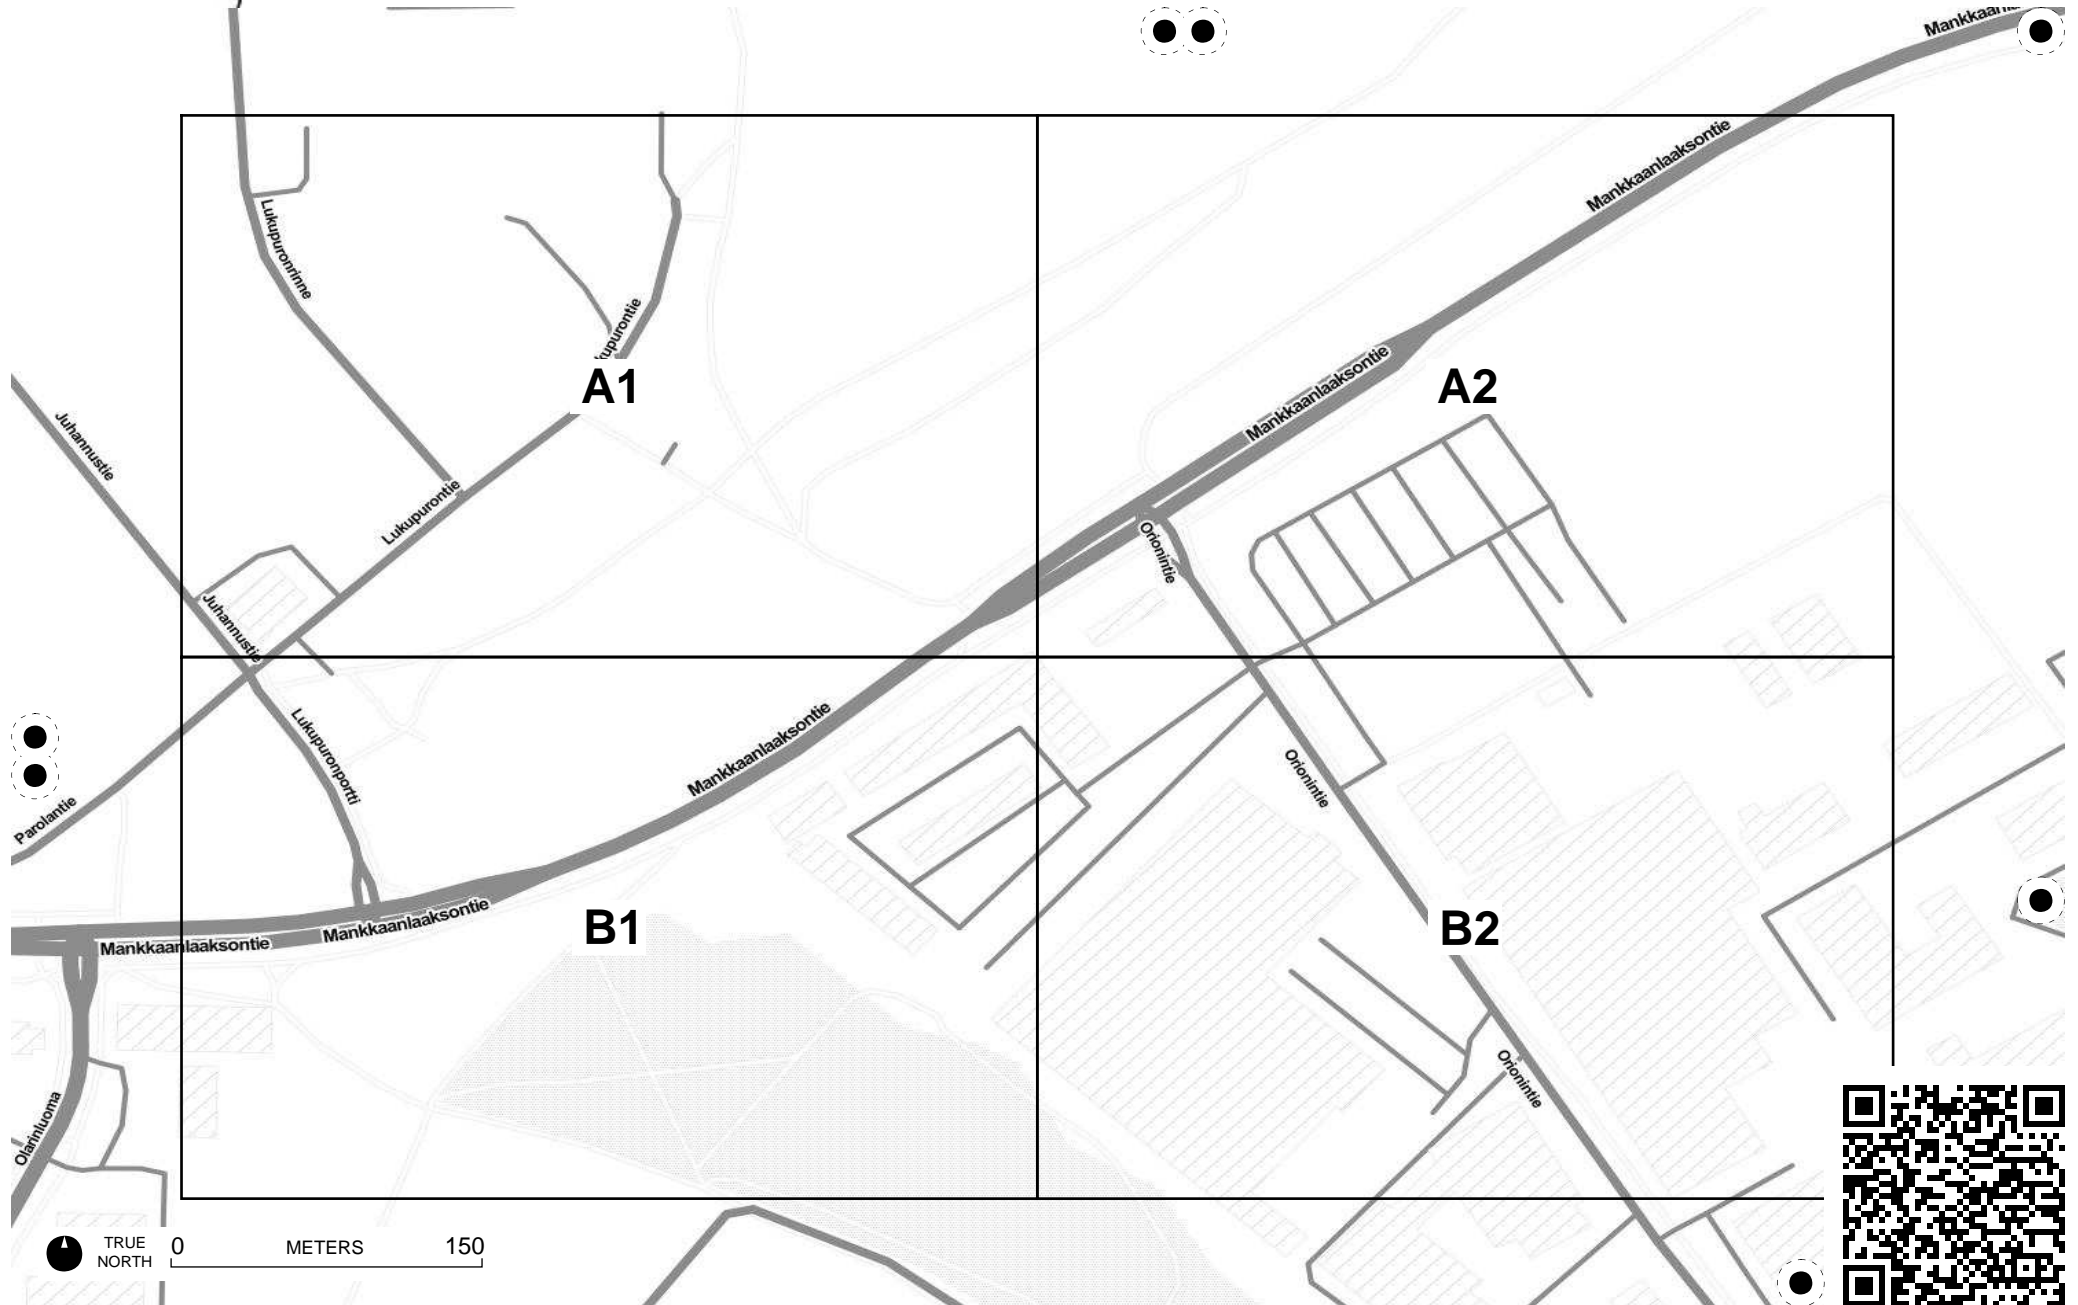 Mankkaanlaaksontie
Lukupuronrinne
Lukupurontie
A1
A2
Mankkaanlaaksontie
Juhannustie
Lukupurontie
Orionintie
Juhannustie
Lukupuronportti
Mankkaanlaaksontie
Orionintie
Parolantie
Mankkaanlaaksontie
Mankkaanlaaksontie
B1
B2
Orionintie
Olarinluoma
TRUE
NORTH
0
METERS
150